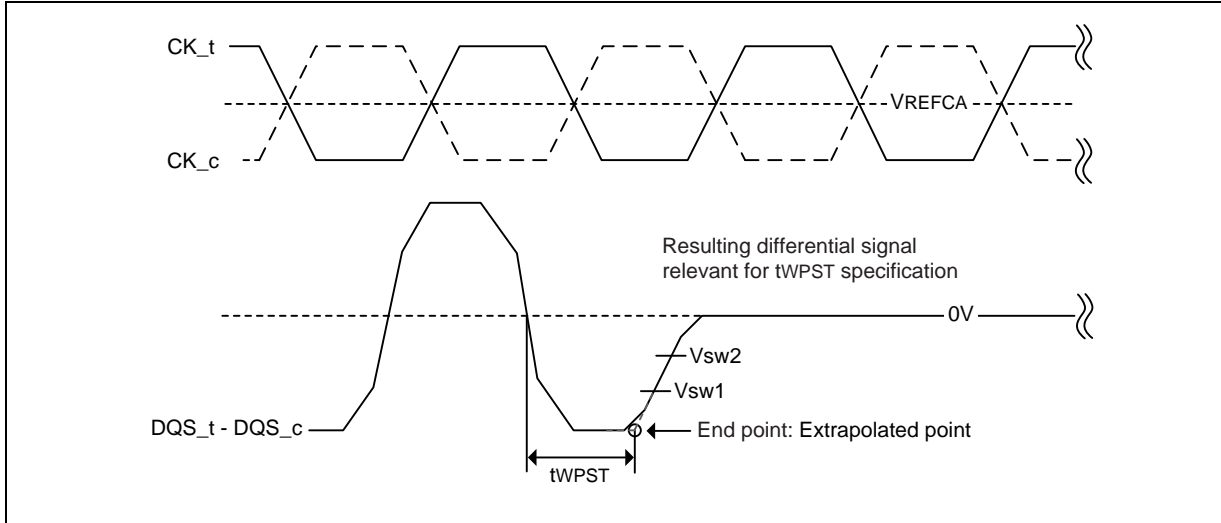 CK_t
VREFCA
CK_c
Resulting differential signal
relevant for tWPST specification
0V
Vsw2
Vsw1
DQS_t - DQS_c
End point: Extrapolated point
tWPST